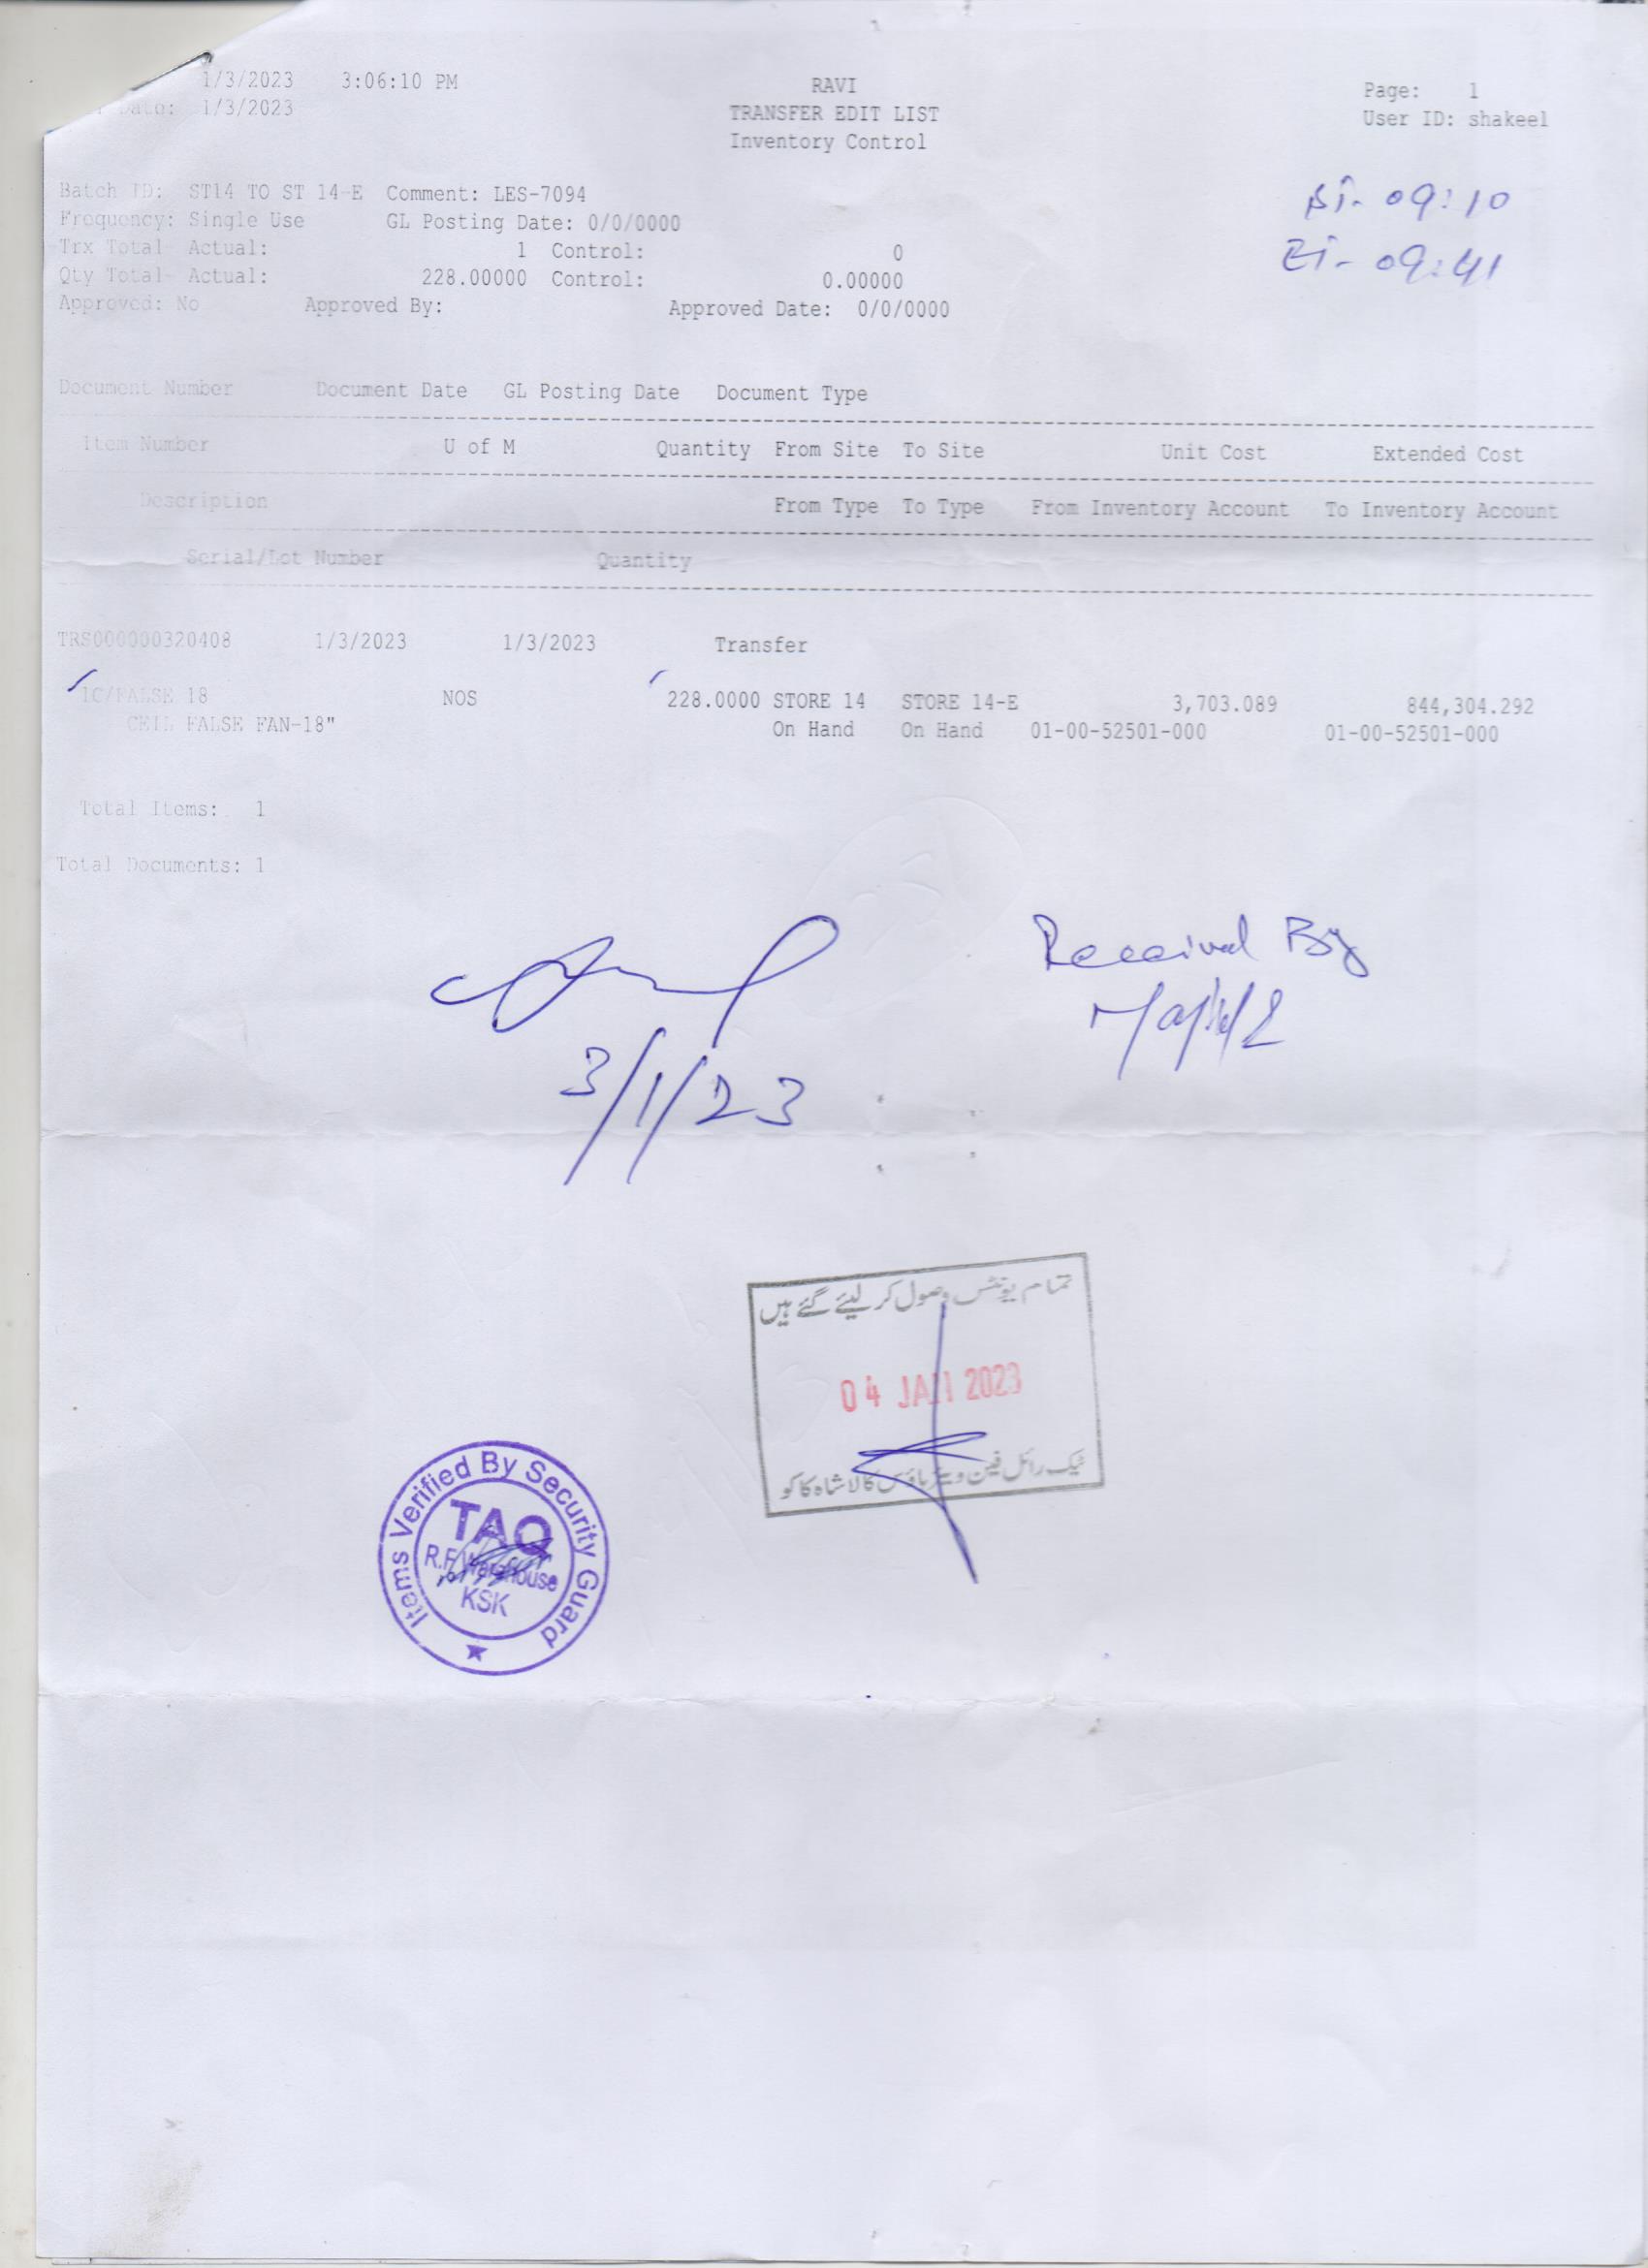 1/3/2023 3:06:10 PM
Date: 1/3/2023
RAVI
TRANSFER EDIT LIST
Inventory Control
Page: 1
User ID: shakeel
Batch ID: ST14 TO ST 14-E Comment: LES-7094
Frequency: Single Use GL Posting Date: 0/0/0000
Trx Total Actual: 1 Control: 0
Qty Total- Actual: 228.00000 Control: 0.00000
Approved: No Approved By: Approved Date: 0/0/0000
09:10
09:41
Document Number Document Date GL Posting Date Document Type
Item Number U of M Quantity From Site To Site Unit Cost Extended Cost
Description From Type To Type From Inventory Account To Inventory Account
Serial/Lot Number Quantity
TRS000000320408 1/3/2023 1/3/2023 Transfer
IC/FALSE 18 NOS 228.0000 STORE 14 STORE 14-E 3,703.089 844,304.292
CEIL FALSE FAN-18" On Hand On Hand 01-00-52501-000 01-00-52501-000
Total Items: 1
Total Documents: 1
Received By
3/1/23
تمام یونٹس وصول کر لیئے گئے ہیں
04 JAN 2023
رائل فین ویئر ہاؤس کالا شاہ کاکو
Items Verified By Security Guard
TAQ
R.F Warehouse
KSK